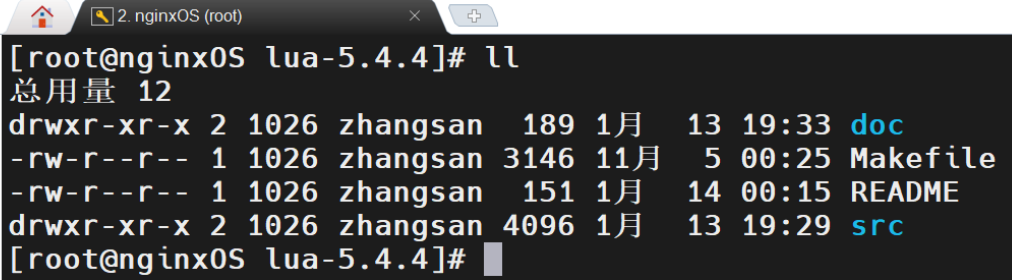 2. nginxOS (root)
[root@nginxOS lua-5.4.4]# ll
总用量 12
drwxr-xr-x 2 1026 zhangsan  189 1月  13 19:33 doc
-rw-r--r-- 1 1026 zhangsan 3146 11月  5 00:25 Makefile
-rw-r--r-- 1 1026 zhangsan  151 1月  14 00:15 README
drwxr-xr-x 2 1026 zhangsan 4096 1月  13 19:29 src
[root@nginxOS lua-5.4.4]#